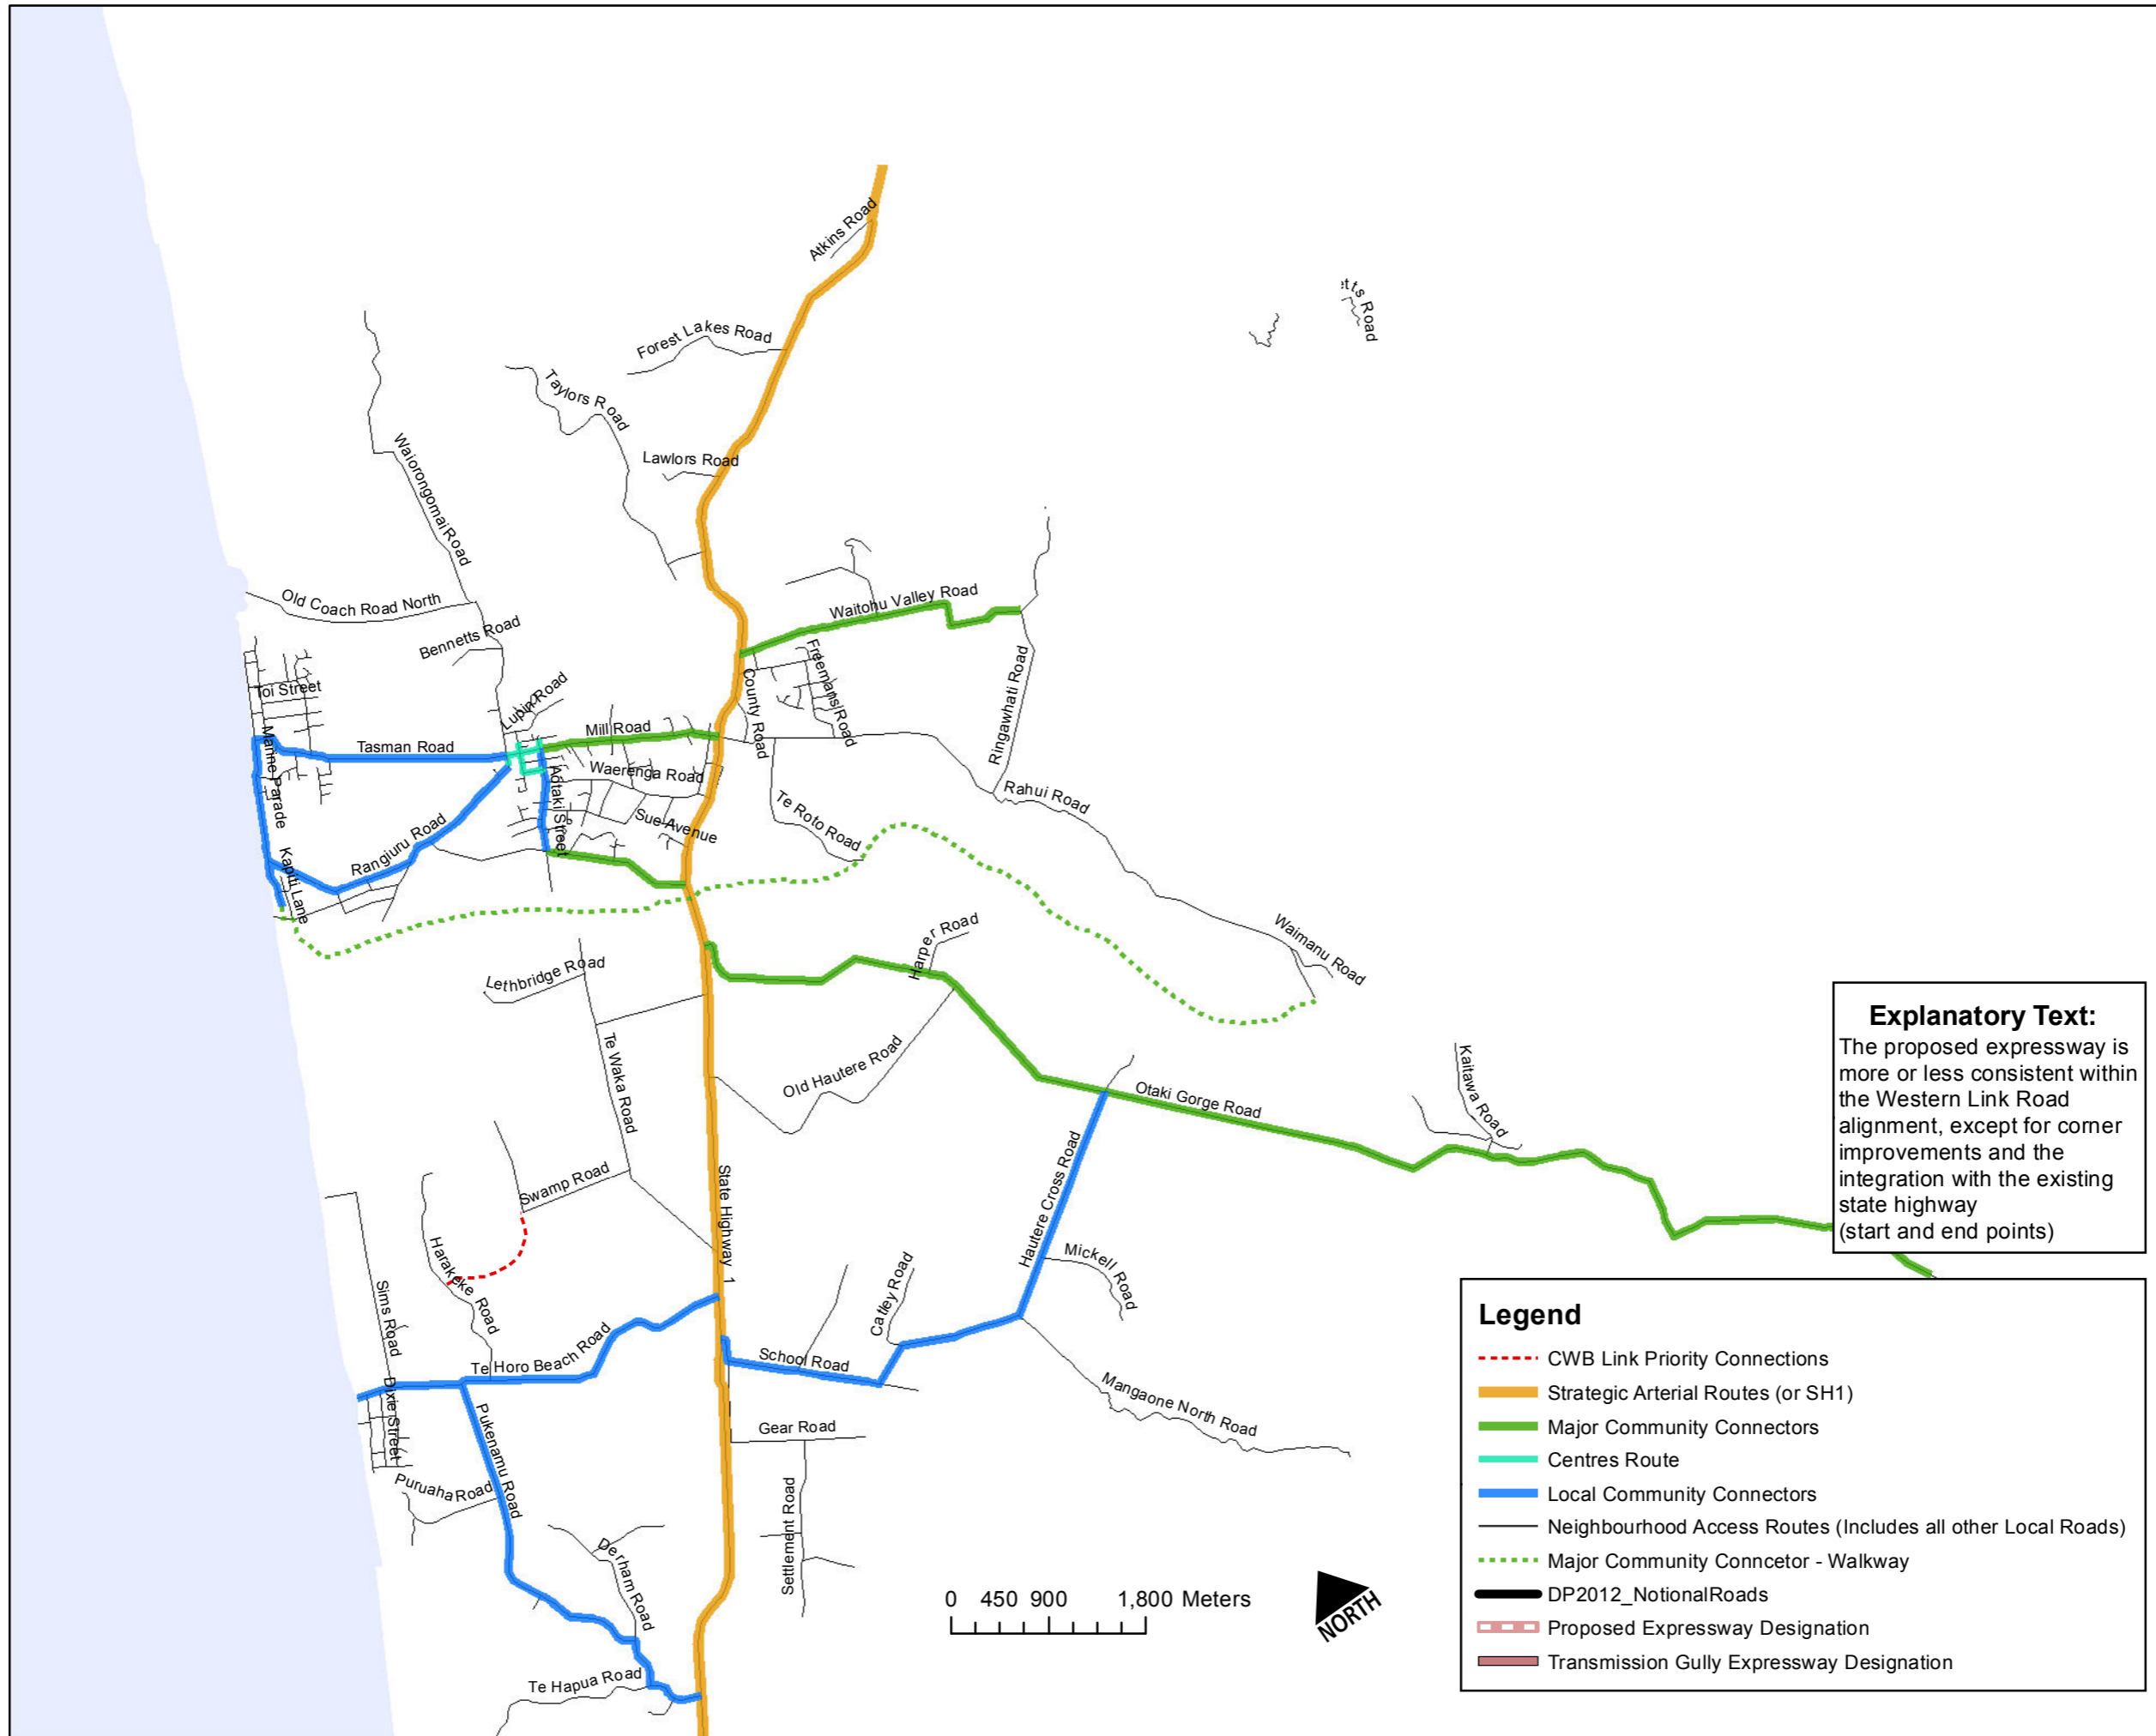 Atkins Road
etts Road
Forest Lakes Road
Taylors Road
Lawlors Road
Waiorongomai Road
Old Coach Road North
Bennetts Road
Waitohu Valley Road
Freemans Road
County Road
Ringawhati Road
Toi Street
Lupin Road
Mill Road
Marine Parade
Tasman Road
Waerenga Road
Aotaki Street
Sue Avenue
Te Roto Road
Rahui Road
Rangiuru Road
Kapiti Lane
Waimanu Road
Harper Road
Lethbridge Road
Te Waka Road
Old Hautere Road
Otaki Gorge Road
Kaitawa Road
Hautere Cross Road
Swamp Road
State Highway 1
Mickell Road
Harakeke Road
Sims Road
Catley Road
Te Horo Beach Road
School Road
Dixie Street
Pukenamu Road
Mangaone North Road
Gear Road
Puruaha Road
Settlement Road
Derham Road
Te Hapua Road
Explanatory Text:
The proposed expressway is
more or less consistent within
the Western Link Road
alignment, except for corner
improvements and the
integration with the existing
state highway
(start and end points)
Legend
CWB Link Priority Connections
Strategic Arterial Routes (or SH1)
Major Community Connectors
Centres Route
Local Community Connectors
Neighbourhood Access Routes (Includes all other Local Roads)
Major Community Conncetor - Walkway
DP2012_NotionalRoads
Proposed Expressway Designation
Transmission Gully Expressway Designation
0 450 900 1,800 Meters
NORTH